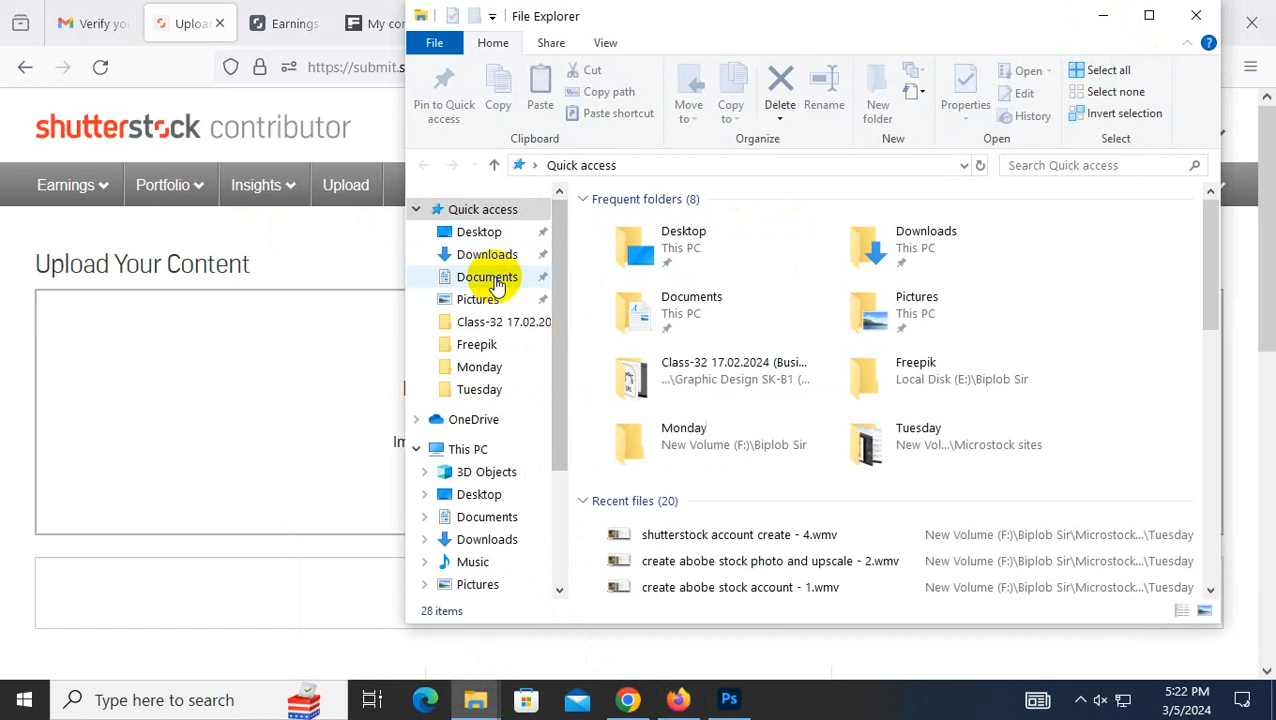 Verify you
Uploa
Earnings
My con
File Explorer
https://submit.s
File
Home
Share
View
Pin to Quick access
Copy
Paste
Cut
Copy path
Paste shortcut
Clipboard
Move to
Copy to
Delete
Rename
Organize
New folder
New
Properties
Open
Edit
History
Open
Select all
Select none
Invert selection
Select
shutterstock contributor
Earnings
Portfolio
Insights
Upload
Quick access
Search Quick access
Upload Your Content
Im
Quick access
Desktop
Downloads
Documents
Pictures
Class-32 17.02.20
Freepik
Monday
Tuesday
OneDrive
This PC
3D Objects
Desktop
Documents
Downloads
Music
Pictures
Frequent folders (8)
Desktop
This PC
Downloads
This PC
Documents
This PC
Pictures
This PC
Class-32 17.02.2024 (Busi...
...\Graphic Design SK-B1 (...
Freepik
Local Disk (E:)\Biplob Sir
Monday
New Volume (F:)\Biplob Sir
Tuesday
New Vol...\Microstock sites
Recent files (20)
shutterstock account create - 4.wmv
New Volume (F:)\Biplob Sir\Microstock...\Tuesday
create abobe stock photo and upscale - 2.wmv
New Volume (F:)\Biplob Sir\Microstock...\Tuesday
create abobe stock account - 1.wmv
New Volume (F:)\Biplob Sir\Microstock...\Tuesday
28 items
Type here to search
Ps
5:22 PM
3/5/2024